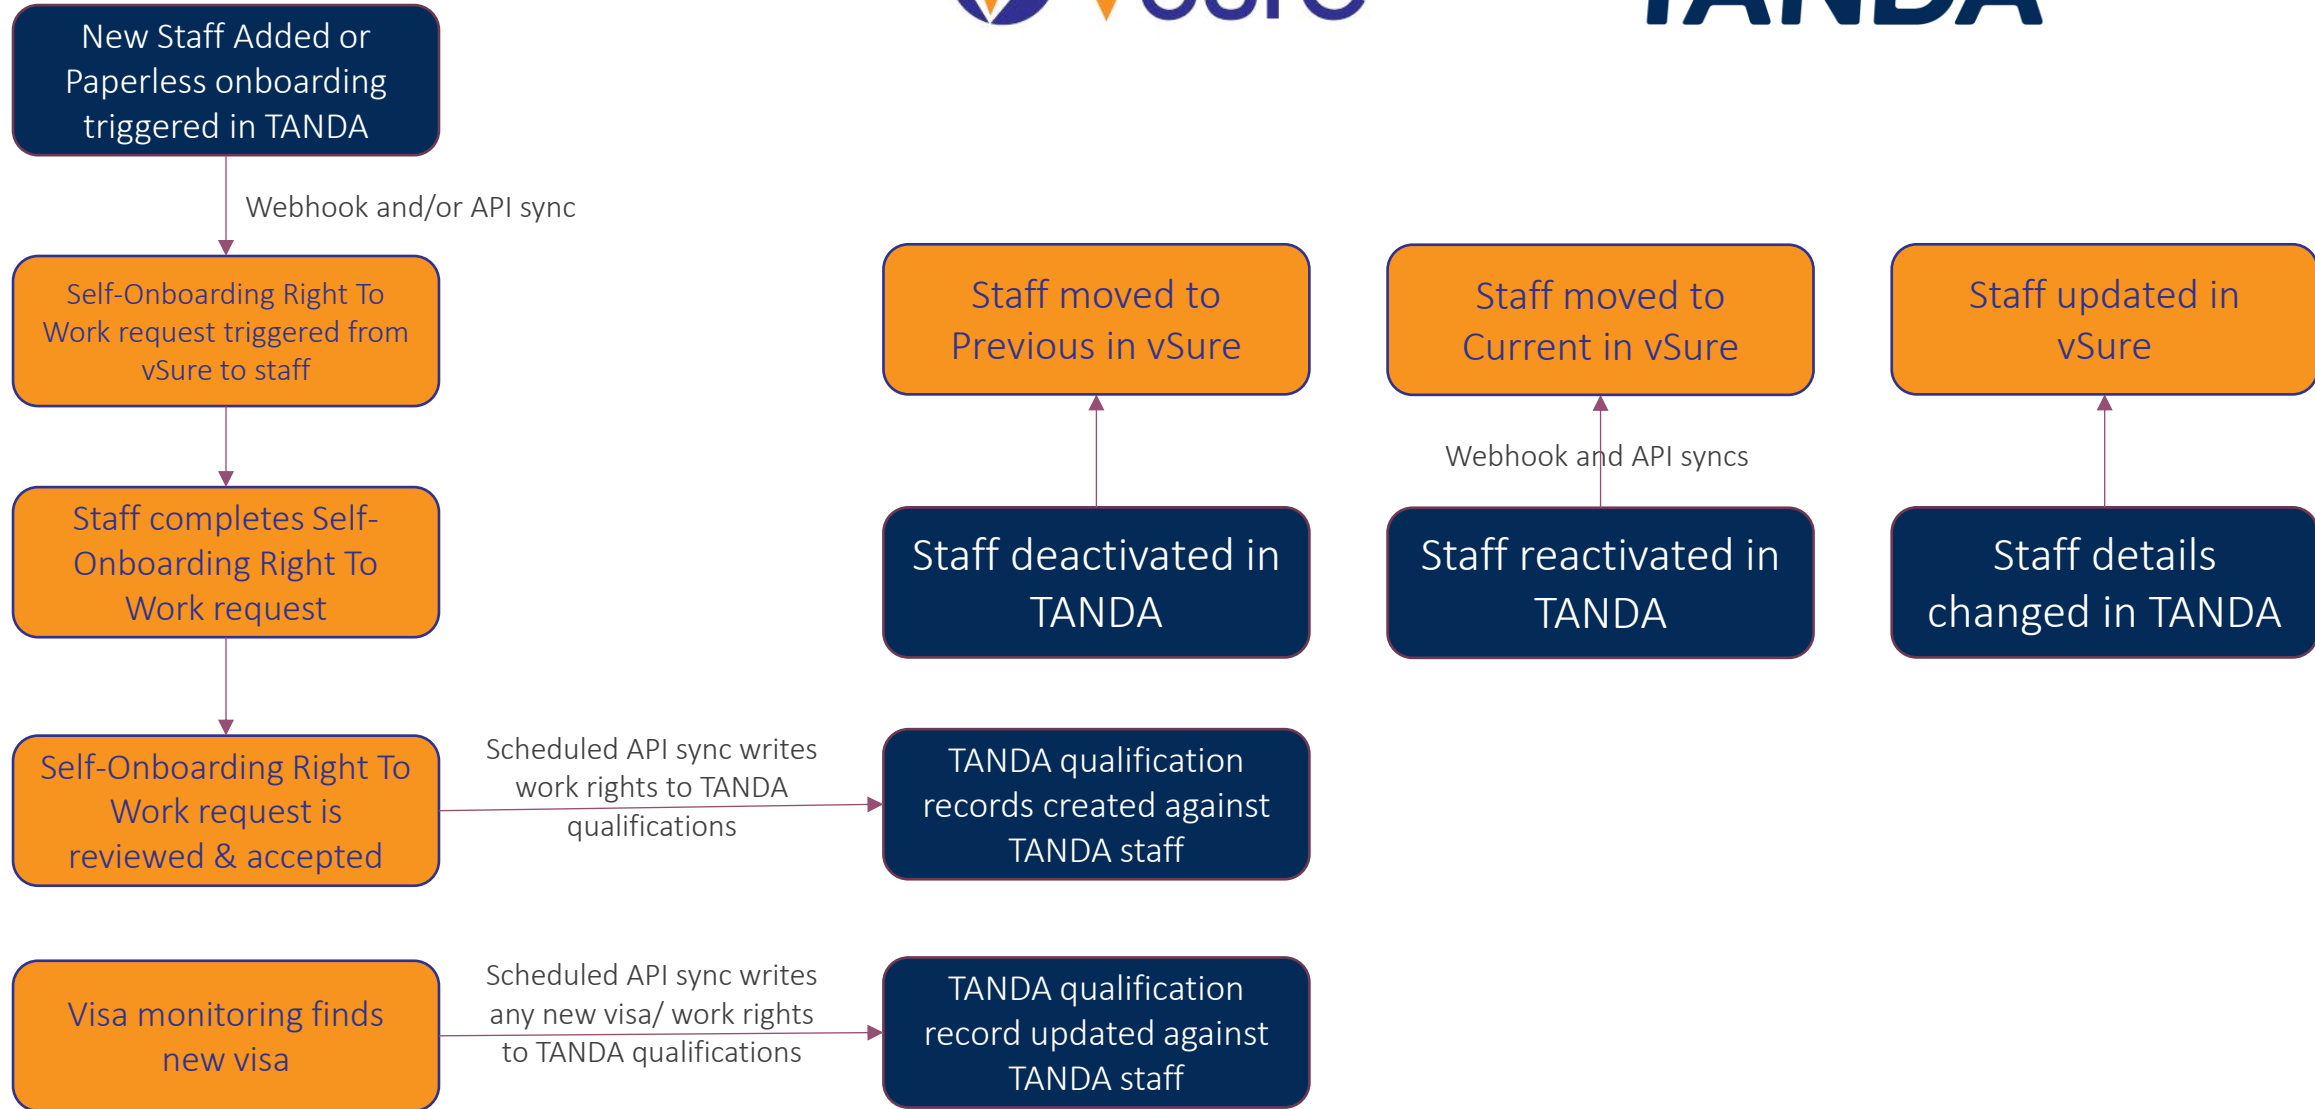 vSure
TANDA
New Staff Added or
Paperless onboarding
triggered in TANDA
Webhook and/or API sync
Self-Onboarding Right To
Work request triggered from
vSure to staff
Staff completes Self-
Onboarding Right To
Work request
Self-Onboarding Right To
Work request is
reviewed & accepted
Scheduled API sync writes
work rights to TANDA
qualifications
TANDA qualification
records created against
TANDA staff
Visa monitoring finds
new visa
Scheduled API sync writes
any new visa/ work rights
to TANDA qualifications
TANDA qualification
record updated against
TANDA staff
Staff moved to
Previous in vSure
Staff deactivated in
TANDA
Staff moved to
Current in vSure
Webhook and API syncs
Staff reactivated in
TANDA
Staff updated in
vSure
Staff details
changed in TANDA